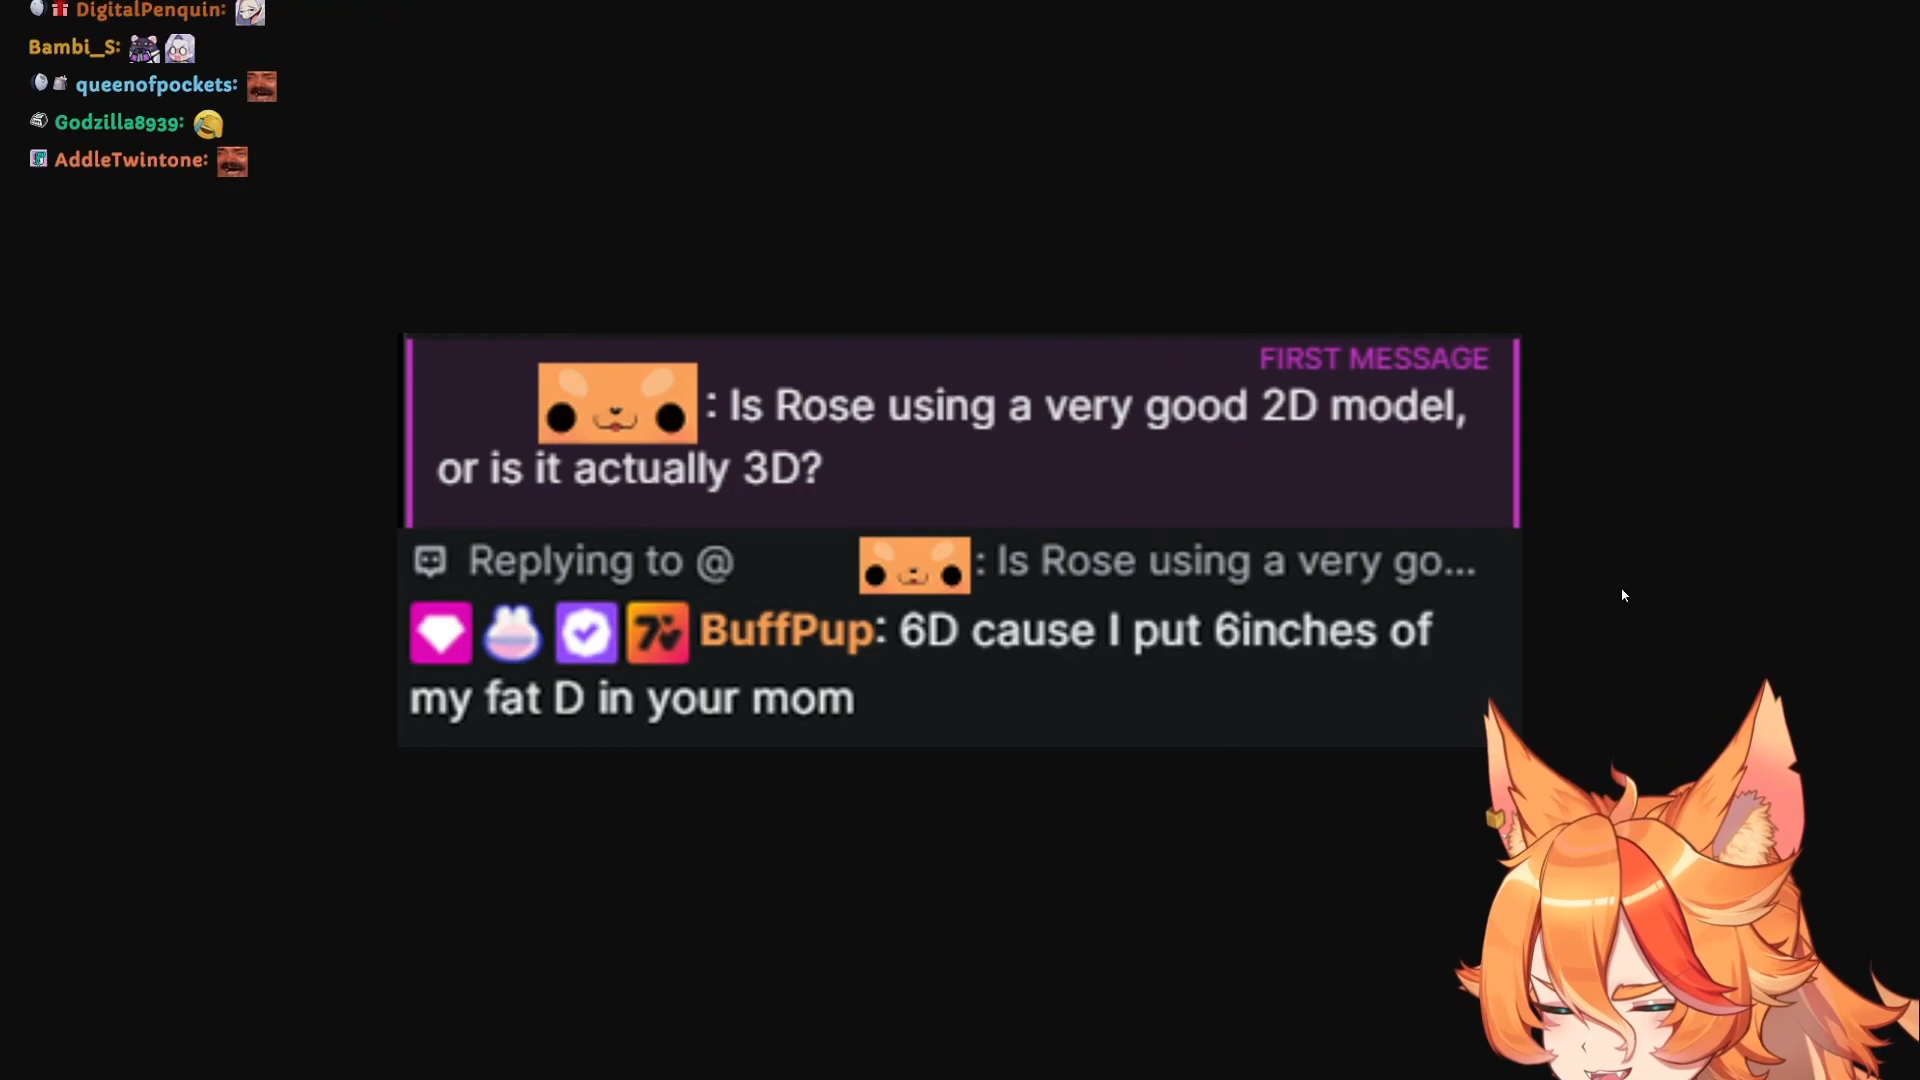 DigitalPenquin:
Bambi_S:
queenofpockets:
Godzilla8939:
AddleTwintone:
FIRST MESSAGE
: Is Rose using a very good 2D model,
or is it actually 3D?
Replying to @ : Is Rose using a very go...
BuffPup: 6D cause I put 6inches of
my fat D in your mom